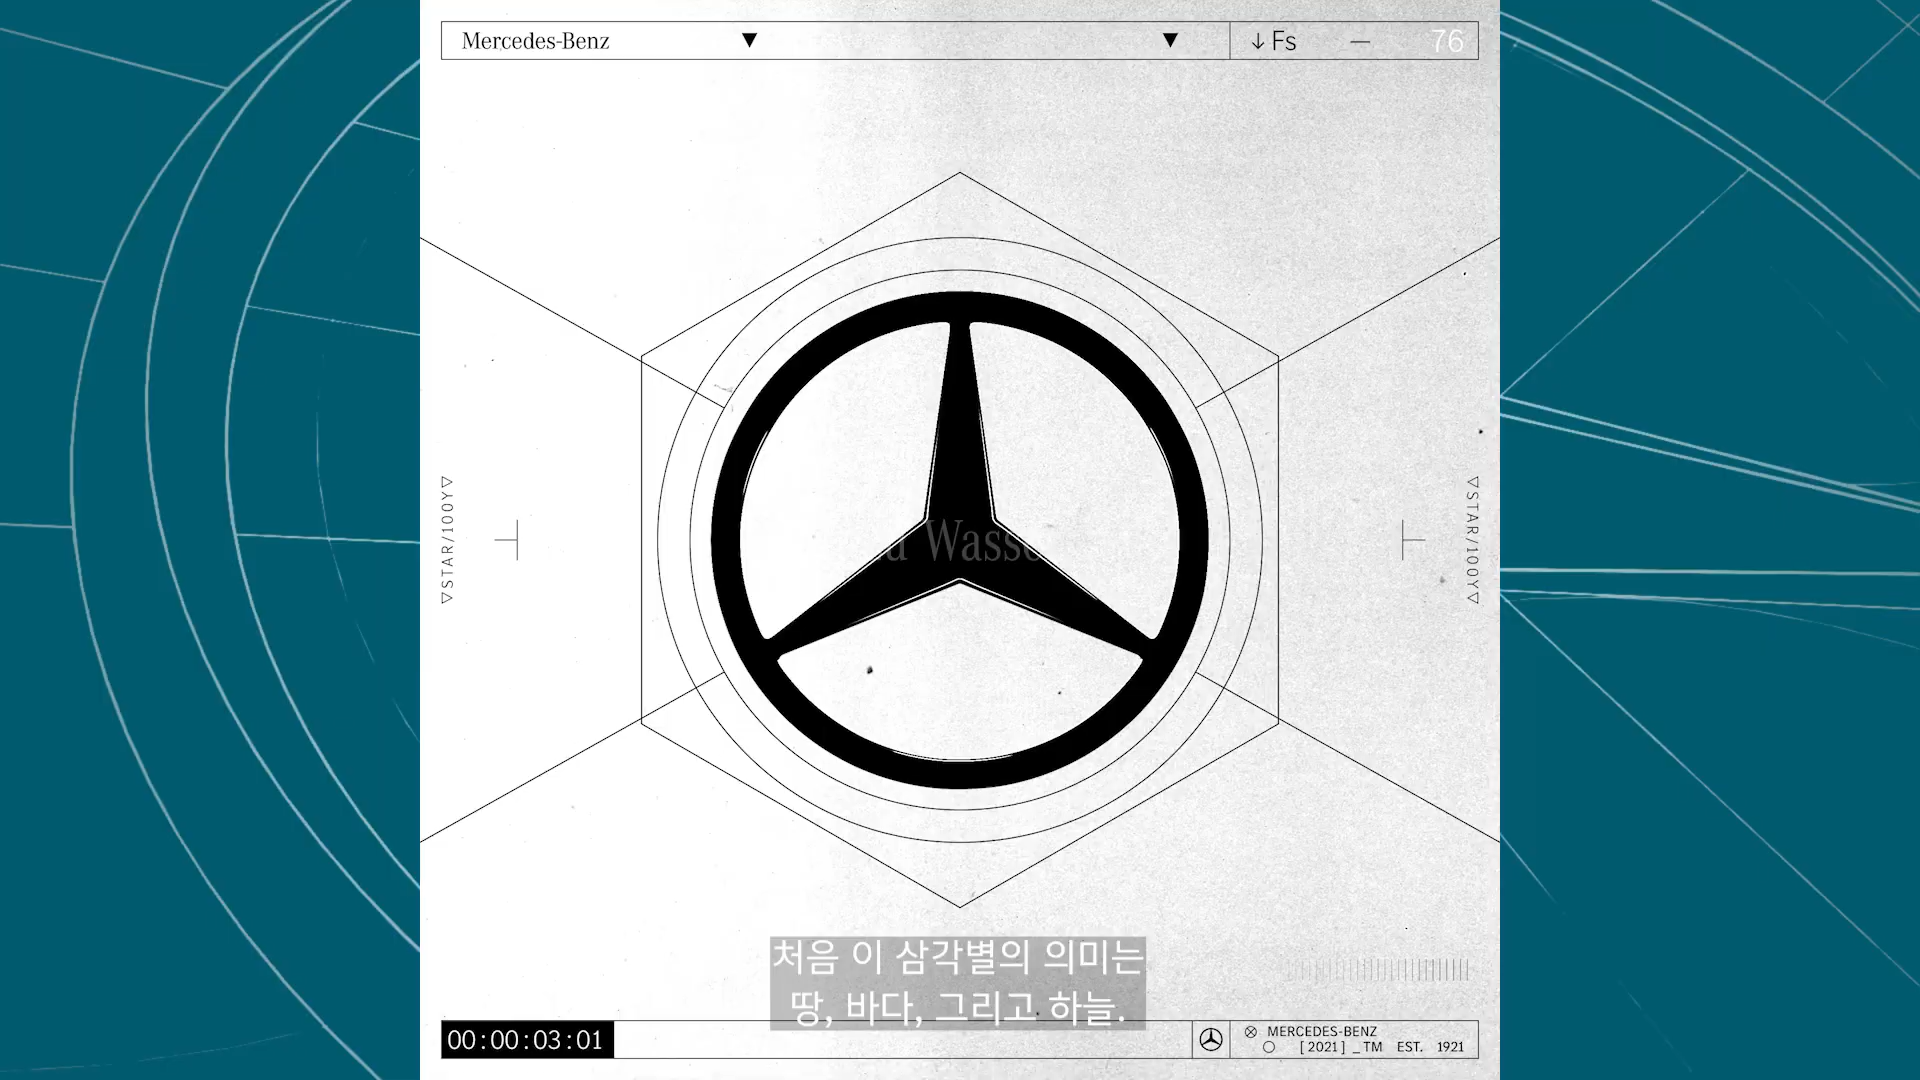 Mercedes-Benz ▼ ▼ ↓ Fs — 76
▽STAR/100Y▽
▽STAR/100Y▽
처음 이 삼각별의 의미는
땅, 바다, 그리고 하늘.
00:00:03:01
MERCEDES-BENZ
[2021] _TM EST. 1921